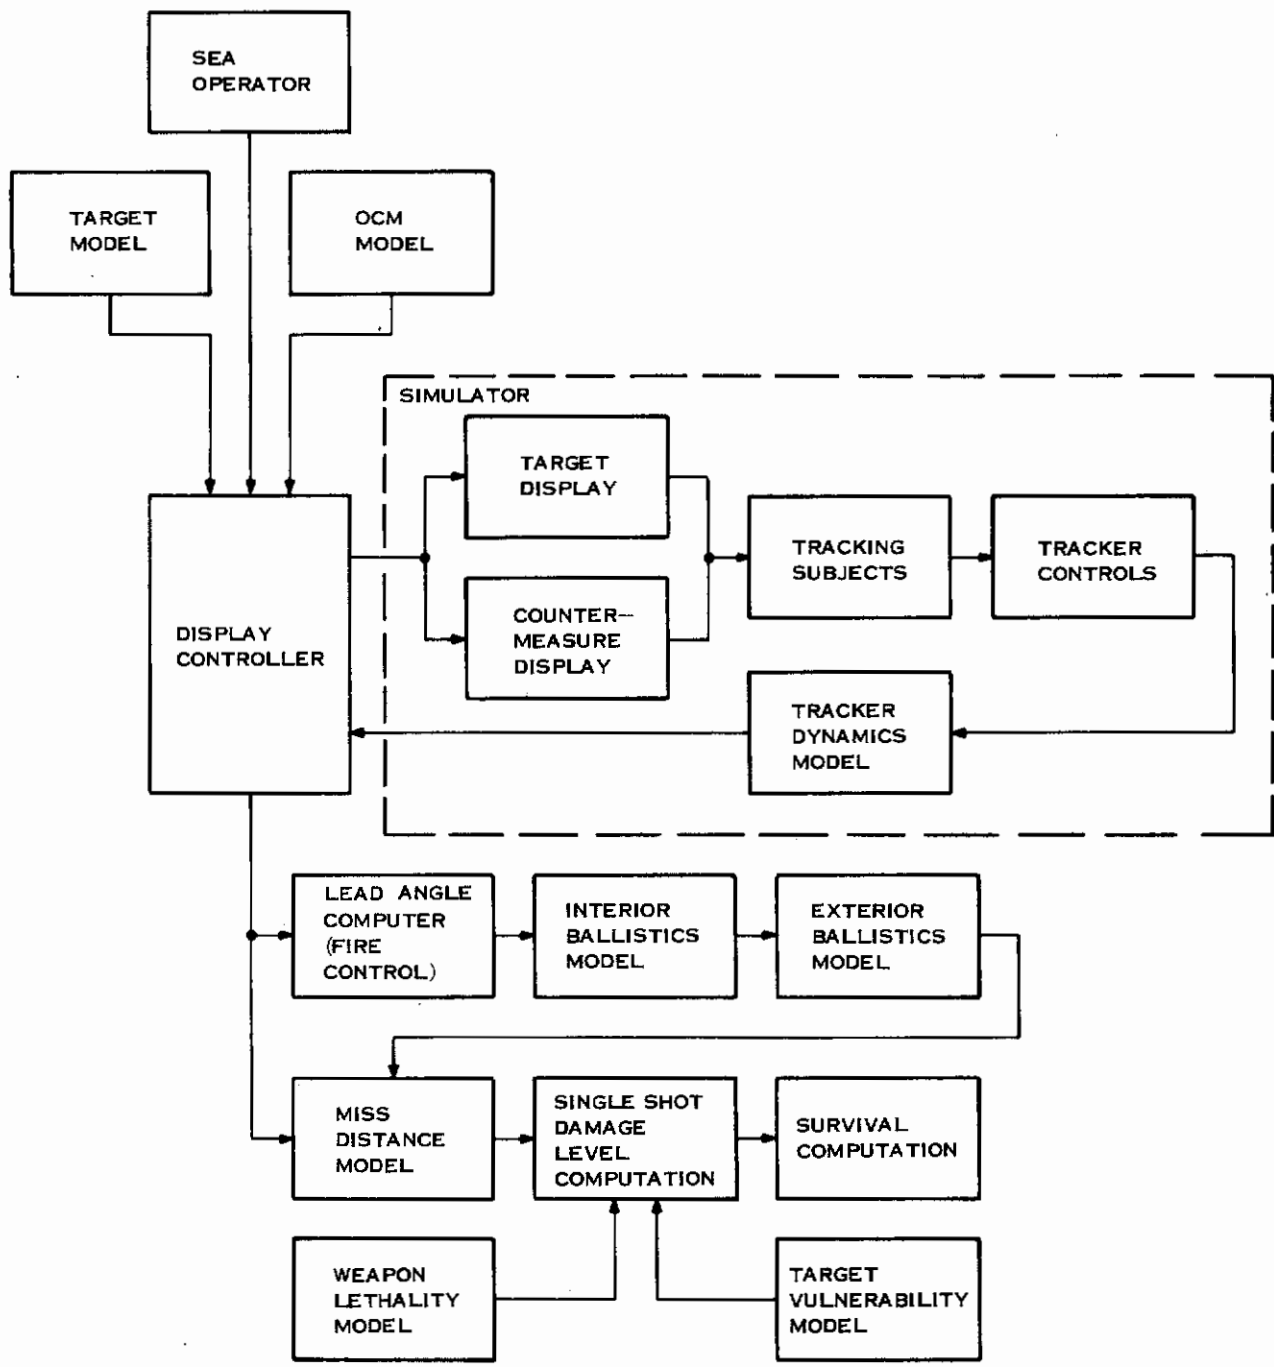 SEA
OPERATOR
TARGET
MODEL
OCM
MODEL
SIMULATOR
TARGET
DISPLAY
COUNTER—
MEASURE
DISPLAY
TRACKING
SUBJECTS
TRACKER
CONTROLS
DISPLAY
CONTROLLER
TRACKER
DYNAMICS
MODEL
LEAD ANGLE
COMPUTER
(FIRE
CONTROL)
INTERIOR
BALLISTICS
MODEL
EXTERIOR
BALLISTICS
MODEL
MISS
DISTANCE
MODEL
SINGLE SHOT
DAMAGE
LEVEL
COMPUTATION
SURVIVAL
COMPUTATION
WEAPON
LETHALITY
MODEL
TARGET
VULNERABILITY
MODEL